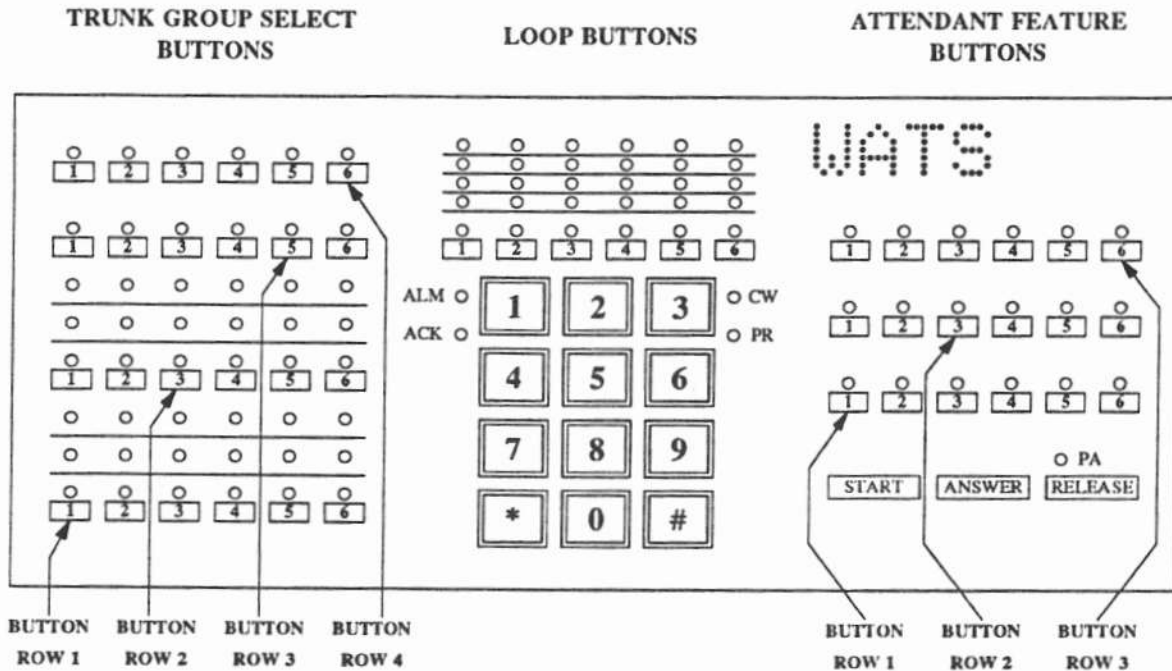 TRUNK GROUP SELECT
BUTTONS
LOOP BUTTONS
ATTENDANT FEATURE
BUTTONS
WATS
1 2 3 4 5 6
1 2 3 4 5 6
1 2 3 4 5 6
1 2 3 4 5 6
1 2 3 4 5 6
ALM
ACK
1 2 3
4 5 6
7 8 9
* 0 #
CW
PR
1 2 3 4 5 6
1 2 3 4 5 6
1 2 3 4 5 6
PA
START ANSWER RELEASE
BUTTON
ROW 1
BUTTON
ROW 2
BUTTON
ROW 3
BUTTON
ROW 4
BUTTON
ROW 1
BUTTON
ROW 2
BUTTON
ROW 3